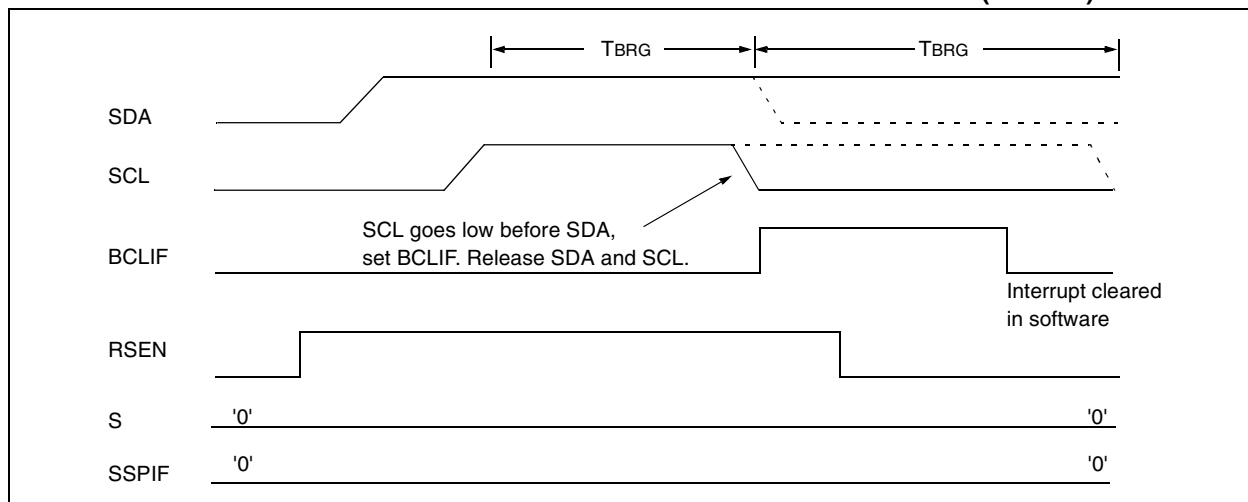 TBRG TBRG
SDA
SCL
SCL goes low before SDA,
set BCLIF. Release SDA and SCL.
BCLIF
Interrupt cleared
in software
RSEN
S '0' '0'
SSPIF '0' '0'